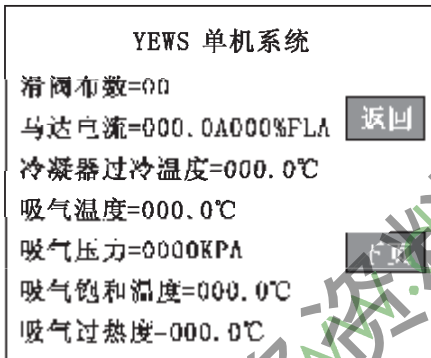 YEWS 单机系统
滑阀布数=00
马达电流=000.0A000%FLA
返回
冷凝器过冷温度=000.0℃
吸气温度=000.0℃
吸气压力=0000KPA
下页
吸气饱和温度=000.0℃
吸气过热度-000.0℃